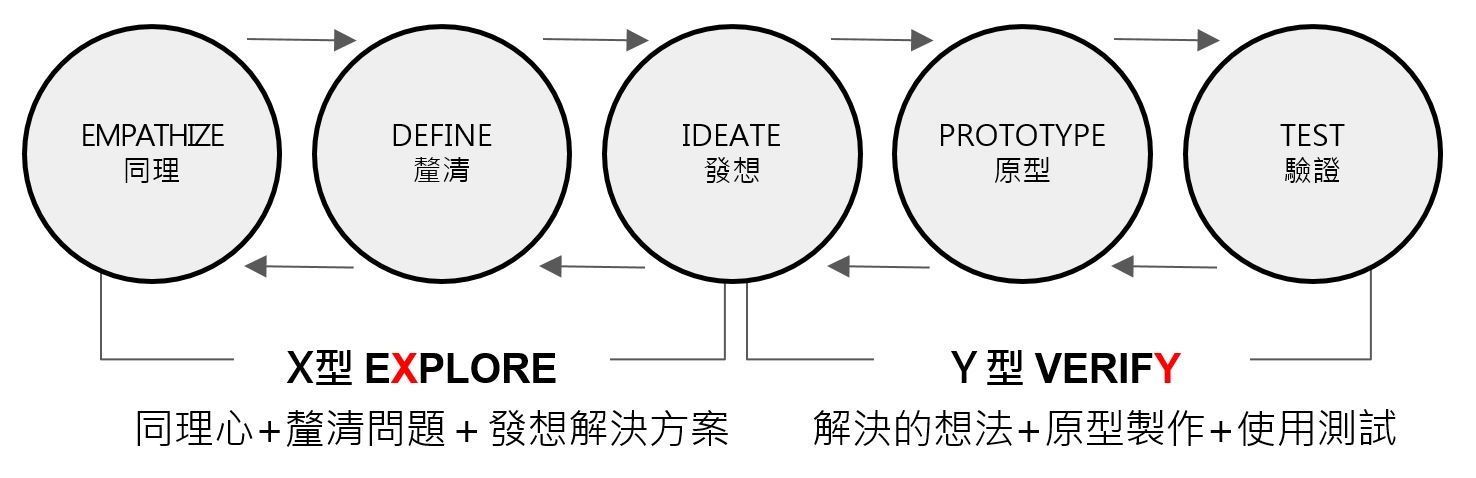 EMPATHIZE
同理
DEFINE
釐清
IDEATE
發想
PROTOTYPE
原型
TEST
驗證
X型 EXPLORE
同理心+釐清問題 + 發想解決方案
Y 型 VERIFY
解決的想法+原型製作+使用測試